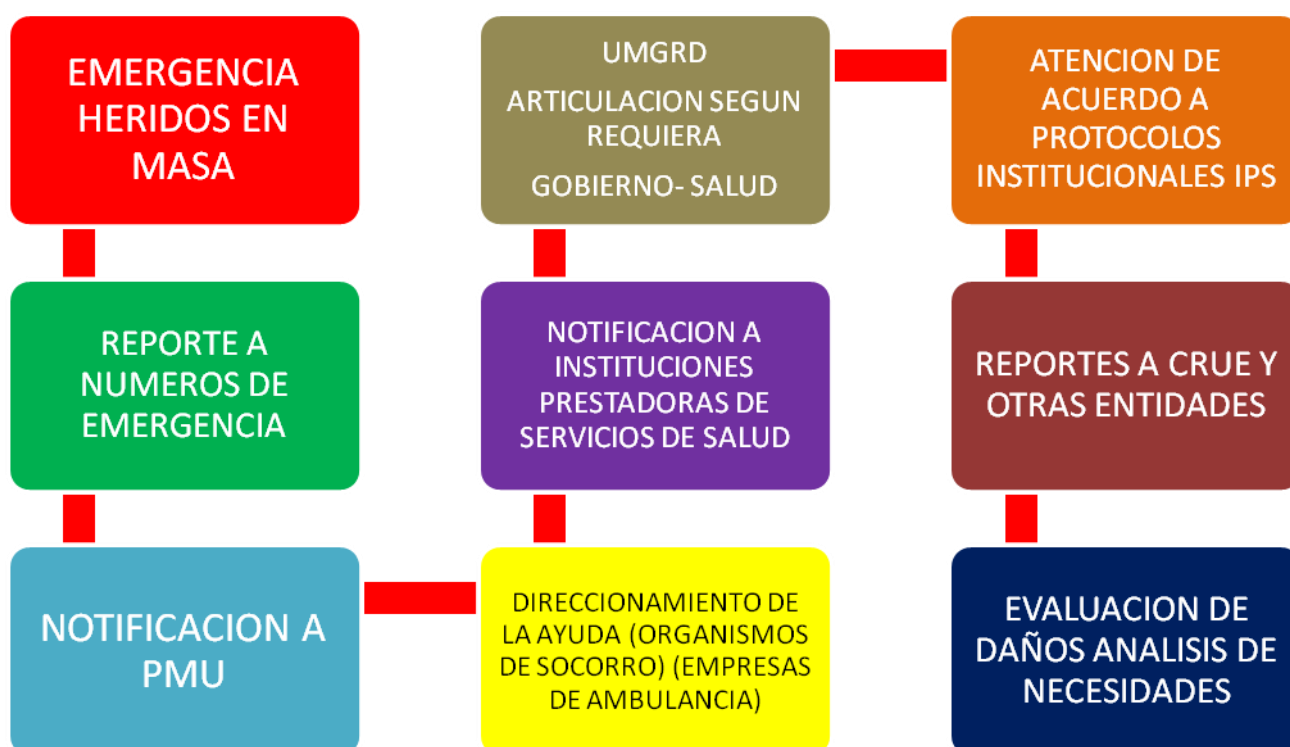 EMERGENCIA
HERIDOS EN
MASA
REPORTE A
NUMEROS DE
EMERGENCIA
NOTIFICACION A
PMU
DIRECCIONAMIENTO DE
LA AYUDA (ORGANISMOS
DE SOCORRO) (EMPRESAS
DE AMBULANCIA)
NOTIFICACION A
INSTITUCIONES
PRESTADORAS DE
SERVICIOS DE SALUD
UMGRD
ARTICULACION SEGUN
REQUIERA
GOBIERNO- SALUD
ATENCION DE
ACUERDO A
PROTOCOLOS
INSTITUCIONALES IPS
REPORTES A CRUE Y
OTRAS ENTIDADES
EVALUACION DE
DAÑOS ANALISIS DE
NECESIDADES